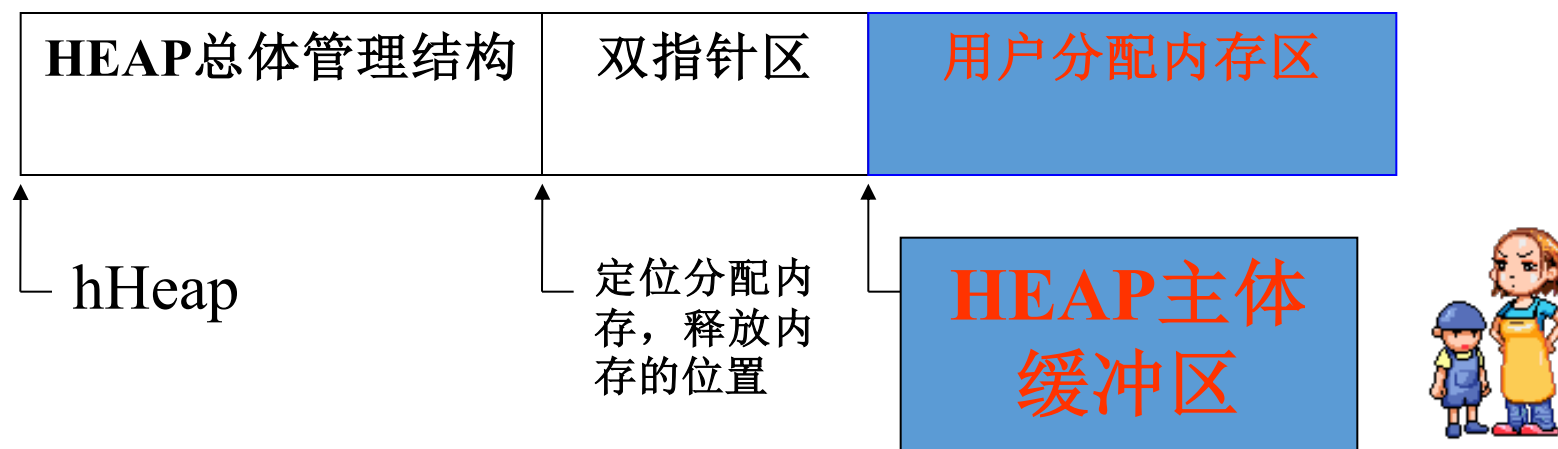 HEAP总体管理结构
双指针区
用户分配内存区
hHeap
定位分配内
存，释放内
存的位置
HEAP主体
缓冲区